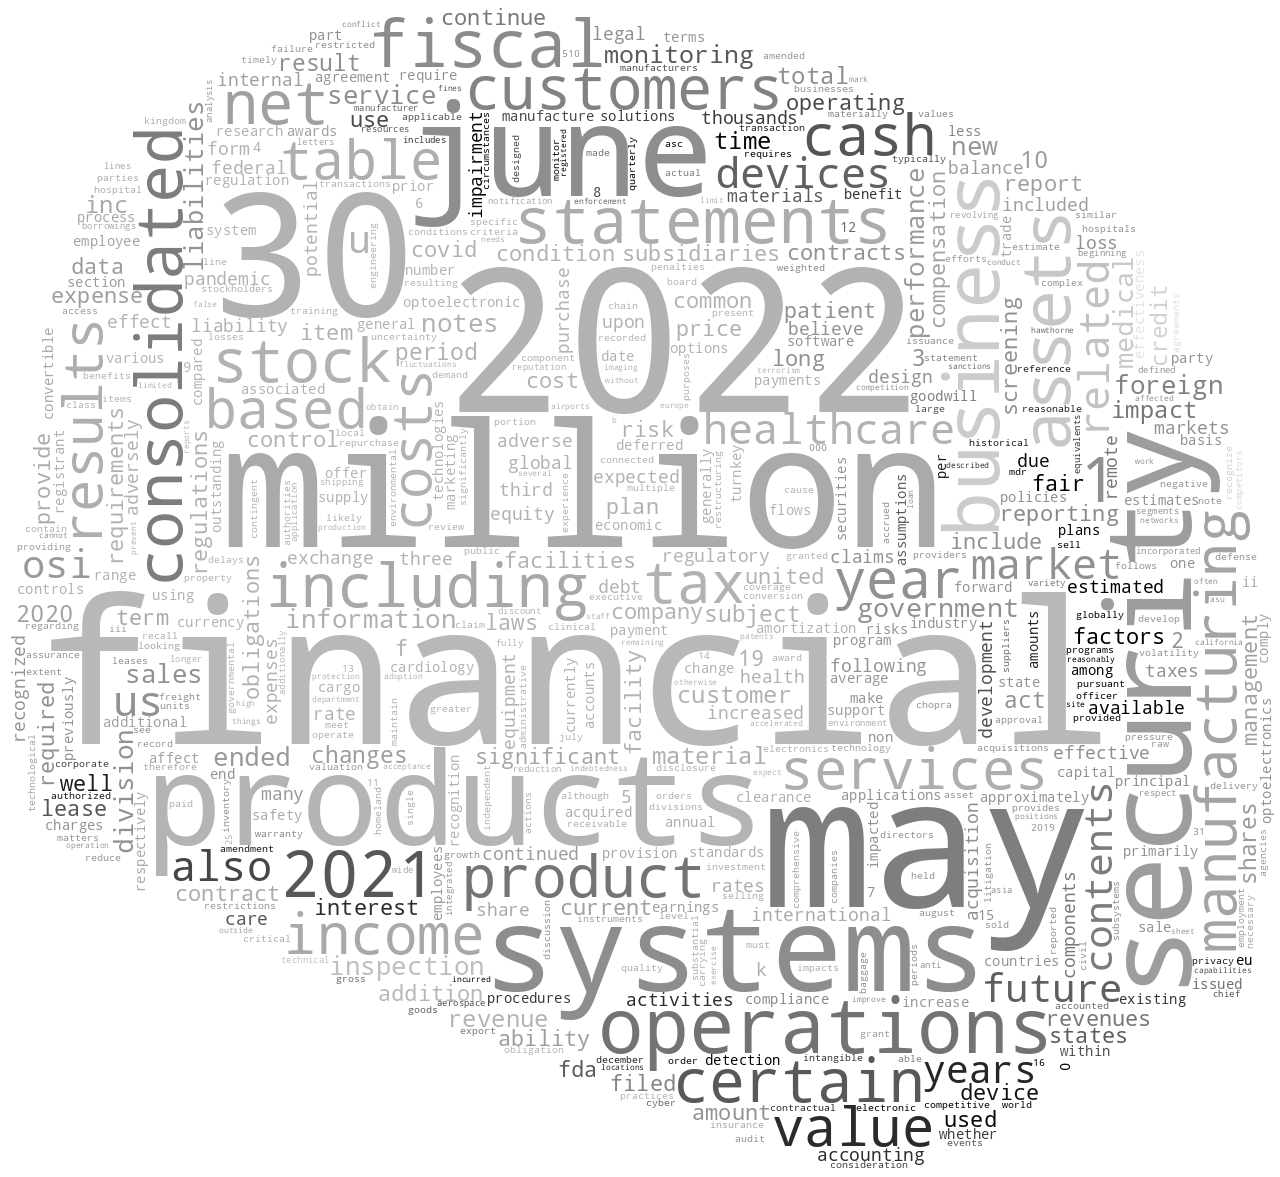 conflict
part continue fiscal legal terms
failure restricted 510 amended
timely result monitoring total mark
internal agreement require manufacturers businesses
analysis net service fines customers operating materially values
manufacturer applicable manufacture solutions thousands
kingdom use resources june transaction time cash less new
research awards includes circumstances asc requires typically
form 4 letters table impairment designed monitor registered made quarterly actual devices balance 10
lines federal regulation
parties liabilities transactions prior 8 materials benefit report
hospital inc 6 notification enforcement limit included
process borrowings 30 potential specific statements 12 performance compensation business revolving trade similar hospitals
employee system u conditions criteria needs efforts loss beginning
data line engineering covid condition subsidiaries contracts estimate conduct
section pandemic number penalties weighted assets complex
consolidated stockholders resulting board
expense access false training optoelectronic purchase 2022 chain common present patient issuance related medical effectiveness agreements
effect liability item general notes upon price believe hawthorne credit
various losses uncertainty recorded software statement defined
convertible results 9 compared stock period fluctuations component date options long 3 sanctions screening party
benefits demand reputation imaging terrorism payments design reference foreign
limited associated cost without purposes competition goodwill affected
class items based costs obtain airports europe large reasonable impact
provide registrant requirements adversely reports regulations outstanding control local repurchase technologies marketing significantly portion adverse risk b healthcare historical markets
several deferred 000 per described due equivalents basis
million offer global connected mdr fair 1 remote work recognize competitors
shipping environmental experience expected multiple restructuring generally turnkey cause securities policies negative
contain supply third plan accrued loan reporting estimates note
cannot prevent contingent authorities application likely production review equity economic flows assumptions segments
providing delays exchange three public facilities regulatory granted claims providers include plans networks security
osi range property including debt tax united year market sell incorporated defense
controls using executive coverage conversion forward variety follows one ii
2020 term currency information discount company subject government estimated often asu manufacturing
regarding iii obligations laws claim staff amortization industry globally develop
recall clinical payment program risks suppliers amounts factors california comply
assurance looking f fully remaining patents development programs 2 volatility
recognized leases longer financial 13 cardiology 14 19 award following state among reasonably taxes
extent sales freight governmental expenses additionally protection adoption equipment administrative currently accounts facility change health average act pursuant management
us units high cargo department otherwise customer make chopra officer
required previously additional things rate meet maintain greater increased accelerated environment support approval site available
see operate july non provided
technological record affect ended changes significant material electronics technology acquisitions effective pressure
corporate therefore end valuation acceptance reduction indebtedness disclosure expect services capital principal raw
well authorized division products many paid 11 although 5 orders clearance applications asset approximately delivery
lease safety inventory 25 homeland single recognition independent actions acquired divisions annual may provides respect
charges warranty receivable positions 2019 31 shares
matters operation respectively amendment continued provision standards directors impacted contents primarily agencies optoelectronics
reduce also 2021 employees growth integrated wide product investment comprehensive companies held acquisition litigation
contract rates selling 7 asia
restrictions interest share current earnings international august 15 components reported subsystems sale sheet employment necessary
care outside income discussion instruments level systems sold civil
critical substantial carrying exercise must periods anti countries privacy eu
technical inspection quality k impacts baggage capabilities
gross incurred improve future issued chief
addition aerospace procedures activities compliance increase existing
goods accounted
revenue export ability operations grant revenues
obligation states
december order detection intangible able within
fda locations 16
filed certain years 0
practices cyber device
amount contractual electronic competitive world
insurance value used
audit whether
accounting events
consideration